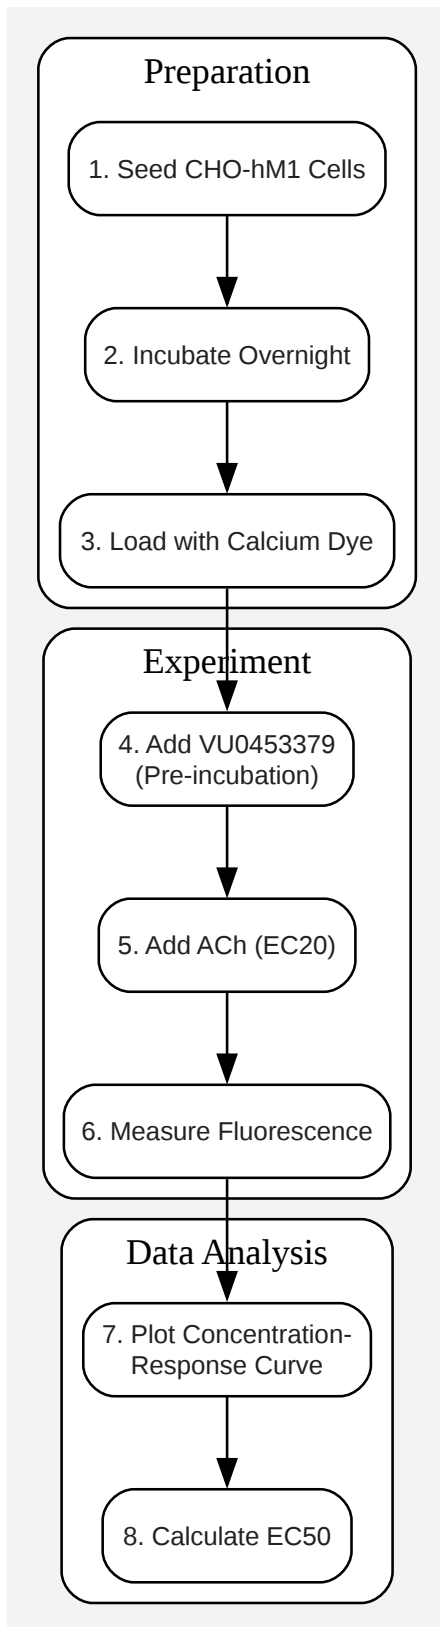 Preparation
1. Seed CHO-hM1 Cells
2. Incubate Overnight
3. Load with Calcium Dye
Experiment
4. Add VU0453379
(Pre-incubation)
5. Add ACh (EC20)
6. Measure Fluorescence
Data Analysis
7. Plot Concentration-
Response Curve
8. Calculate EC50